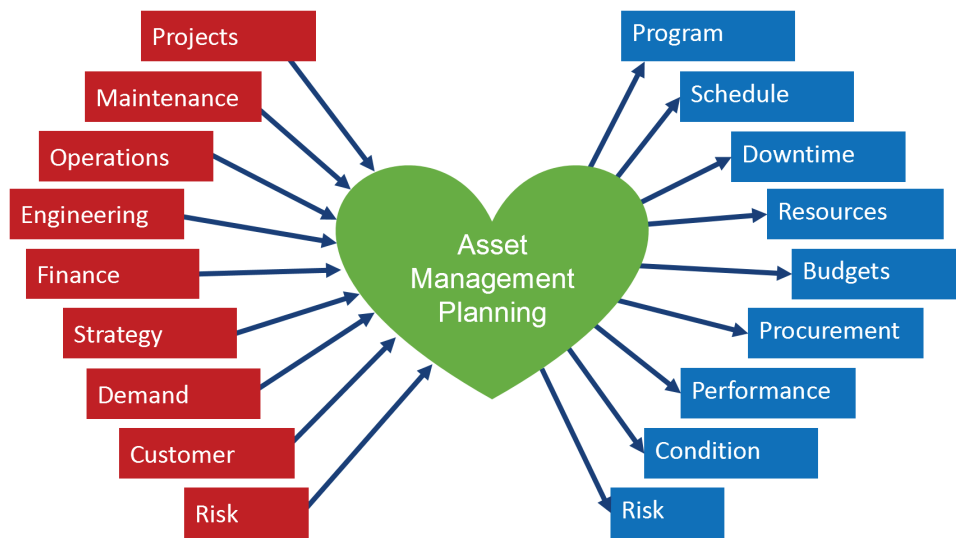 Projects
Maintenance
Operations
Engineering
Finance
Strategy
Demand
Customer
Risk
Asset
Management
Planning
Program
Schedule
Downtime
Resources
Budgets
Procurement
Performance
Condition
Risk